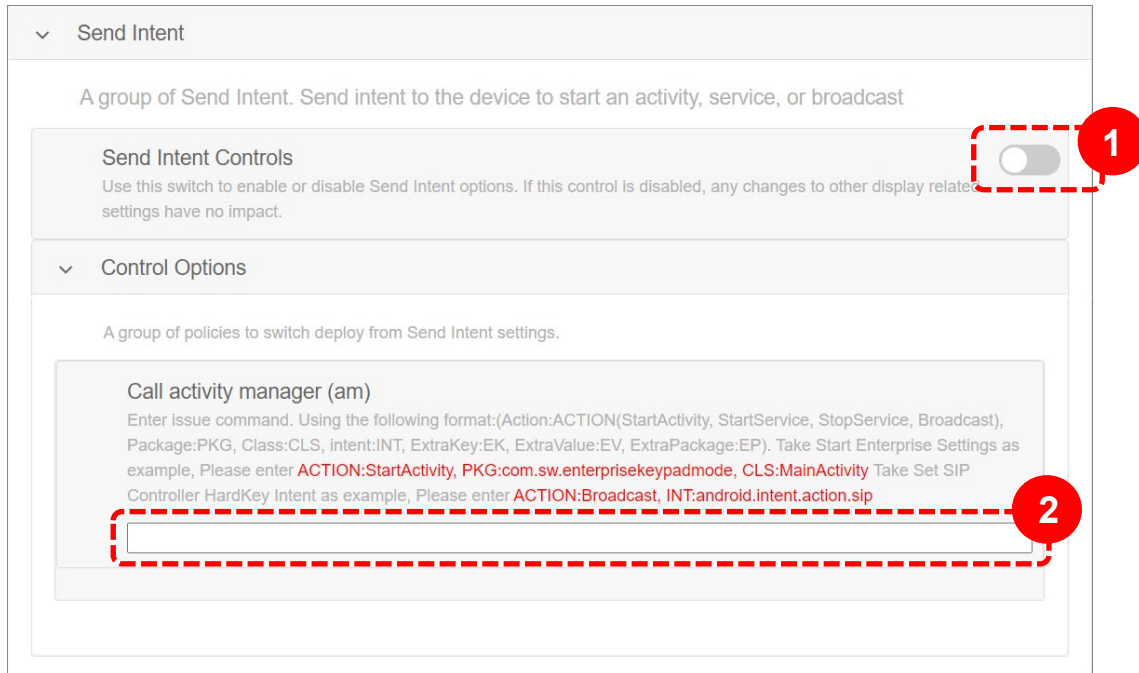 Send Intent
A group of Send Intent. Send intent to the device to start an activity, service, or broadcast
1
Send Intent Controls
Use this switch to enable or disable Send Intent options. If this control is disabled, any changes to other display related
settings have no impact.
Control Options
A group of policies to switch deploy from Send Intent settings.
Call activity manager (am)
Enter issue command. Using the following format:(Action:ACTION(StartActivity, StartService, StopService, Broadcast),
Package:PKG, Class:CLS, intent:INT, ExtraKey:EK, ExtraValue:EV, ExtraPackage:EP). Take Start Enterprise Settings as
example, Please enter ACTION:StartActivity, PKG:com.sw.enterprisekeypadmode, CLS:MainActivity Take Set SIP
Controller HardKey Intent as example, Please enter ACTION:Broadcast, INT:android.intent.action.sip
2